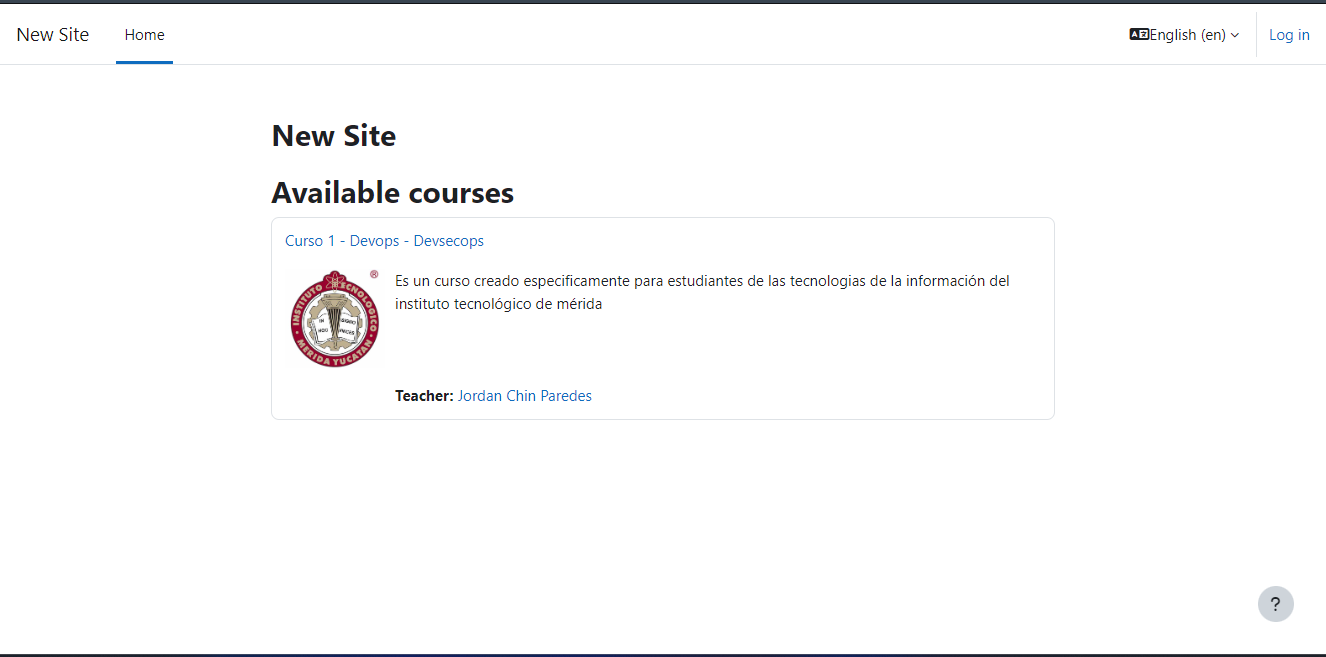 New Site
Home
English (en)
Log in
New Site
Available courses
Curso 1 - Devops - Devsecops
INSTITUTO TECNOLOGICO
MERIDA YUCATAN
®
Es un curso creado especificamente para estudiantes de las tecnologias de la información del
instituto tecnológico de mérida
Teacher: Jordan Chin Paredes
?